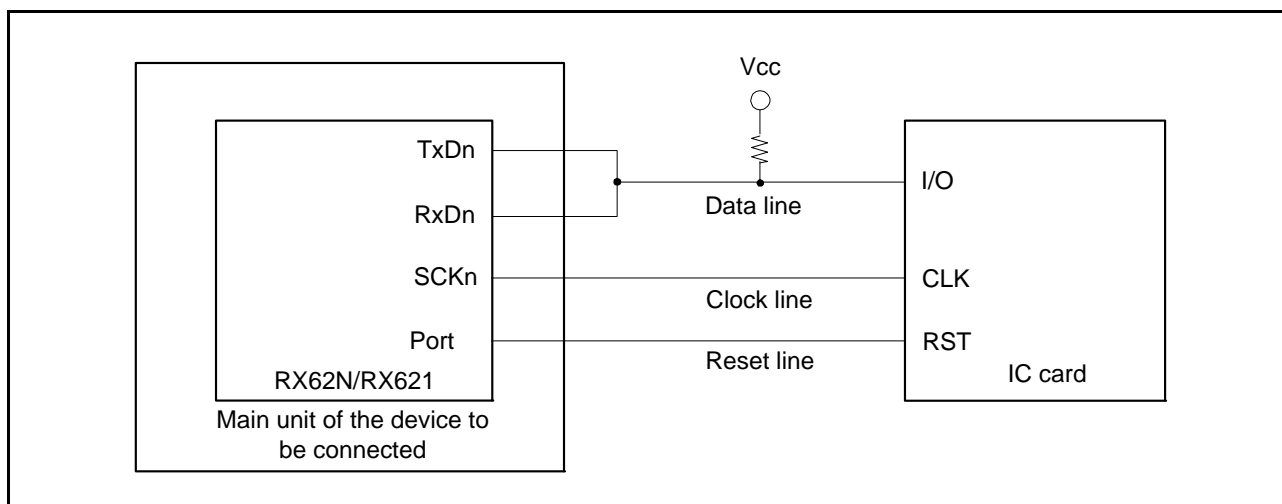 Vcc
TxDn
I/O
Data line
RxDn
SCKn
CLK
Clock line
Port
RST
Reset line
RX62N/RX621
IC card
Main unit of the device to
be connected